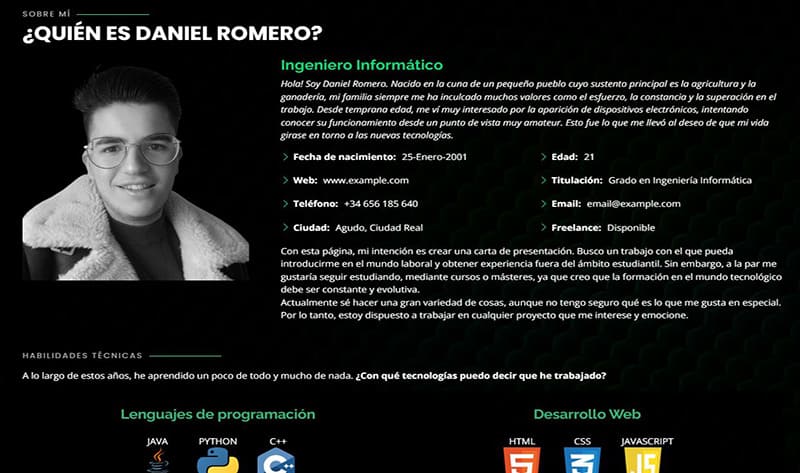 SOBRE MÍ
¿QUIÉN ES DANIEL ROMERO?
Ingeniero Informático
Hola! Soy Daniel Romero. Nacido en la cuna de un pequeño pueblo cuyo sustento principal es la agricultura y la
ganadería, mi familia siempre me ha inculcado muchos valores como el esfuerzo, la constancia y la superación en el
trabajo. Desde temprana edad, me ví muy interesado por la aparición de dispositivos electrónicos, intentando
conocer su funcionamiento desde un punto de vista muy amateur. Esto fue lo que me llevó al deseo de que mi vida
girase en torno a las nuevas tecnologías.
Fecha de nacimiento: 25-Enero-2001
Edad: 21
Web: www.example.com
Titulación: Grado en Ingeniería Informática
Teléfono: +34 656 185 640
Email: email@example.com
Ciudad: Agudo, Ciudad Real
Freelance: Disponible
Con esta página, mi intención es crear una carta de presentación. Busco un trabajo con el que pueda
introducirme en el mundo laboral y obtener experiencia fuera del ámbito estudiantil. Sin embargo, a la par me
gustaría seguir estudiando, mediante cursos o másteres, ya que creo que la formación en el mundo tecnológico
debe ser constante y evolutiva.
Actualmente sé hacer una gran variedad de cosas, aunque no tengo seguro qué es lo que me gusta en especial.
Por lo tanto, estoy dispuesto a trabajar en cualquier proyecto que me interese y emocione.
HABILIDADES TÉCNICAS
A lo largo de estos años, he aprendido un poco de todo y mucho de nada. ¿Con qué tecnologías puedo decir que he trabajado?
Lenguajes de programación
Desarrollo Web
JAVA PYTHON C++
HTML CSS JAVASCRIPT